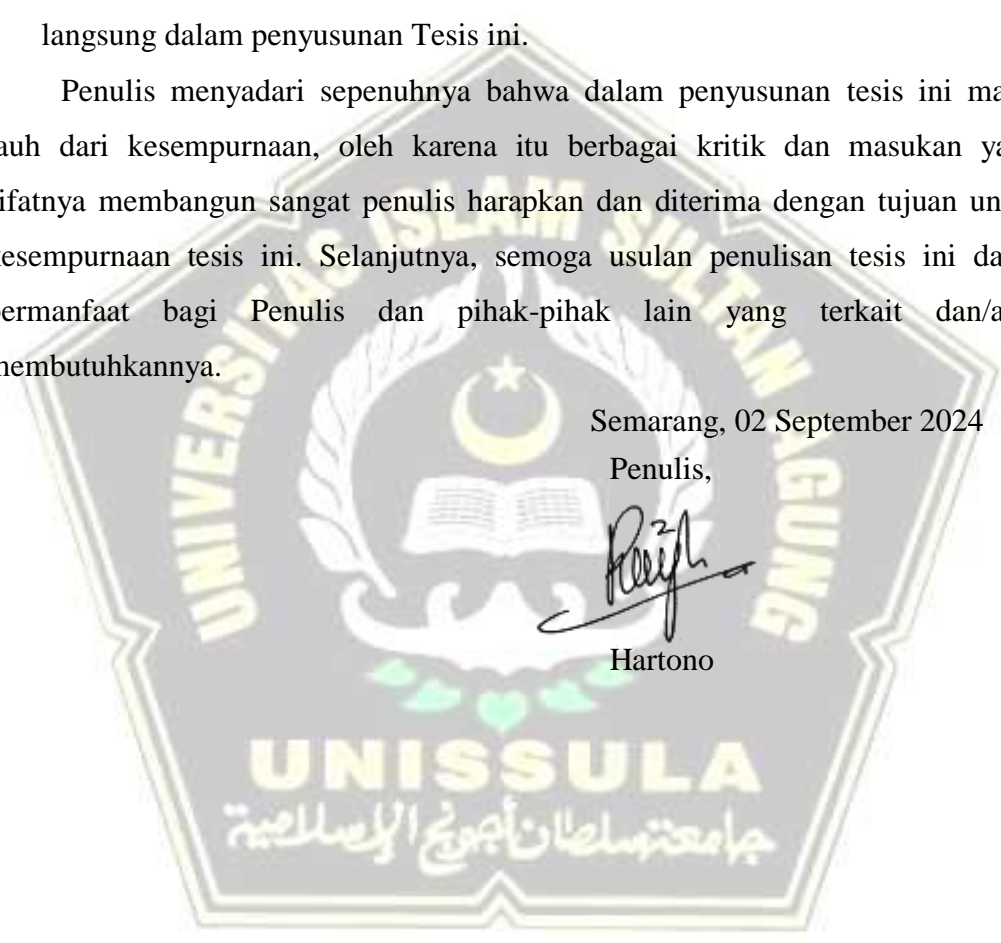 langsung dalam penyusunan Tesis ini.
Penulis menyadari sepenuhnya bahwa dalam penyusunan tesis ini ma
auh dari kesempurnaan, oleh karena itu berbagai kritik dan masukan ya
ifatnya membangun sangat penulis harapkan dan diterima dengan tujuan un
kesempurnaan tesis ini. Selanjutnya, semoga usulan penulisan tesis ini da
bermanfaat bagi Penulis dan pihak-pihak lain yang terkait dan/a
membutuhkannya.
Semarang, 02 September 2024
Penulis,
Hartono
UNIVERSITAS ISLAM SULTAN AGUNG
UNISSULA
جامعة سلطان أجونج الإسلامية